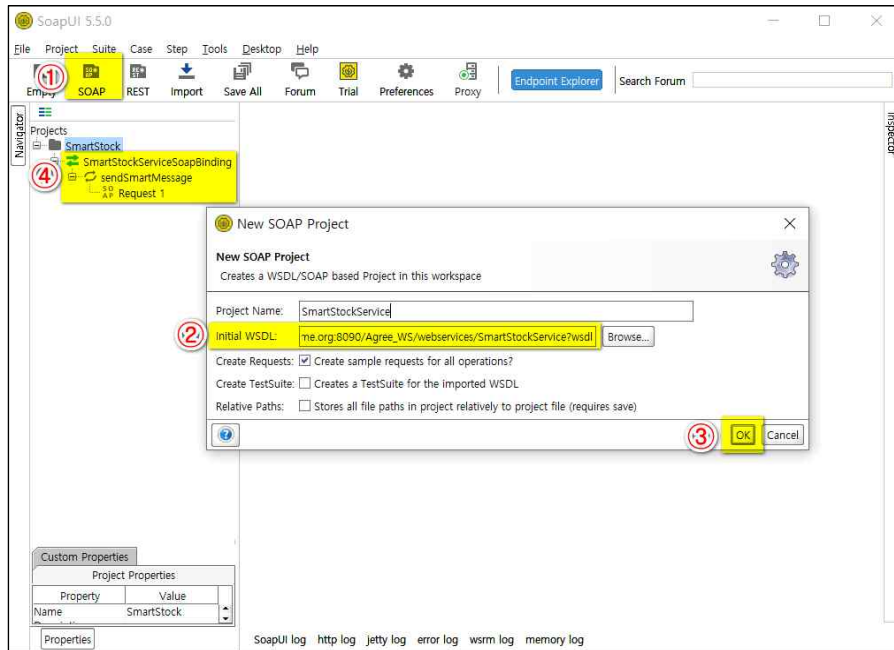 SoapUI 5.5.0
File Project Suite Case Step Tools Desktop Help
①
Empty SOAP REST Import Save All Forum Trial Preferences Proxy Endpoint Explorer Search Forum
Navigator
Inspector
Projects
SmartStock
SmartStockServiceSoapBinding
④
sendSmartMessage
Request 1
New SOAP Project
New SOAP Project
Creates a WSDL/SOAP based Project in this workspace
Project Name: SmartStockService
② Initial WSDL: me.org:8090/Agree_WS/webservices/SmartStockService?wsdl Browse...
Create Requests: Create sample requests for all operations?
Create TestSuite: Creates a TestSuite for the imported WSDL
Relative Paths: Stores all file paths in project relatively to project file (requires save)
③ OK Cancel
Custom Properties
Project Properties
Property Value
Name SmartStock
Properties
SoapUI log http log jetty log error log wsrm log memory log